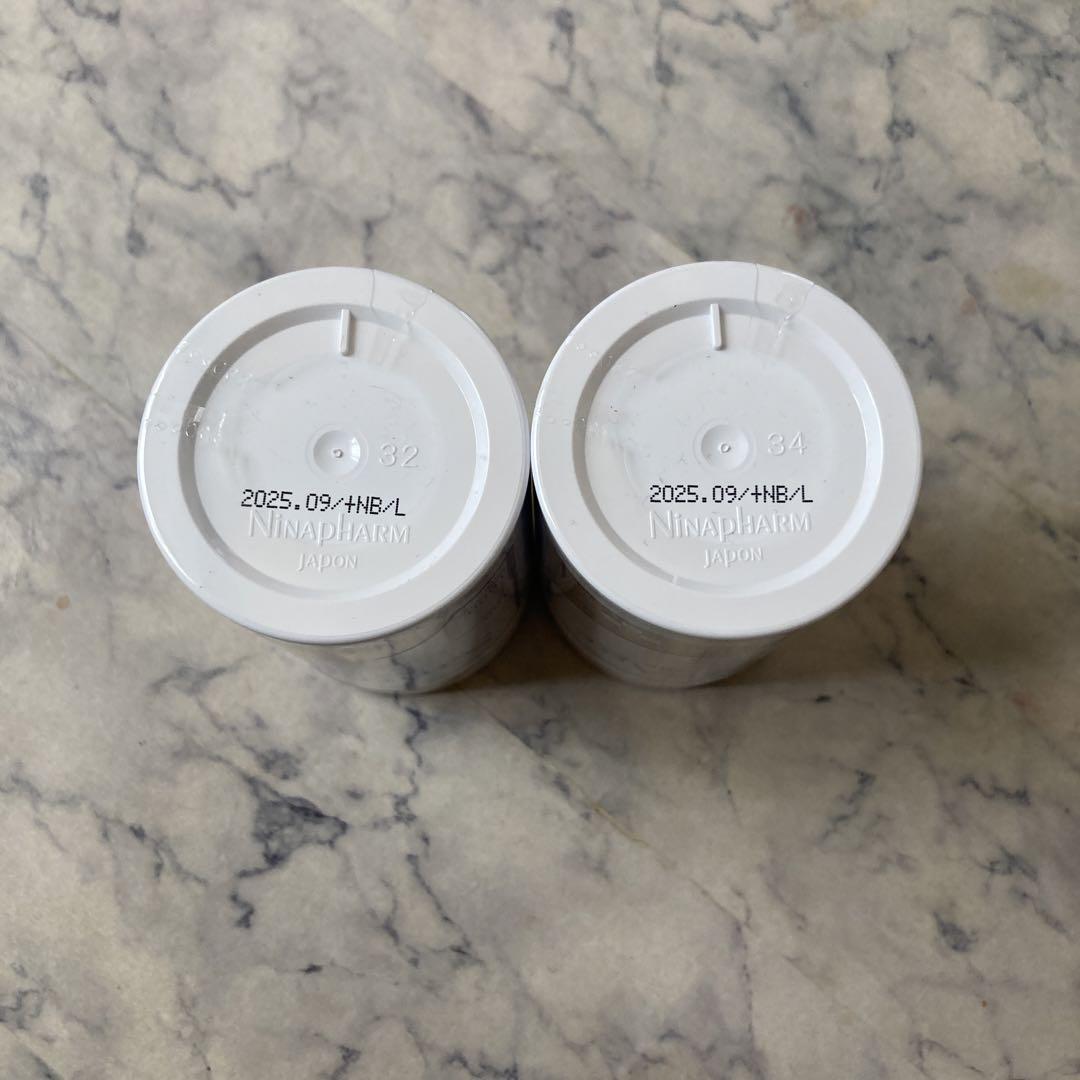 32
2025.09/+NB/L
NINAPHARM
JAPON
34
2025.09/+NB/L
NINAPHARM
JAPON